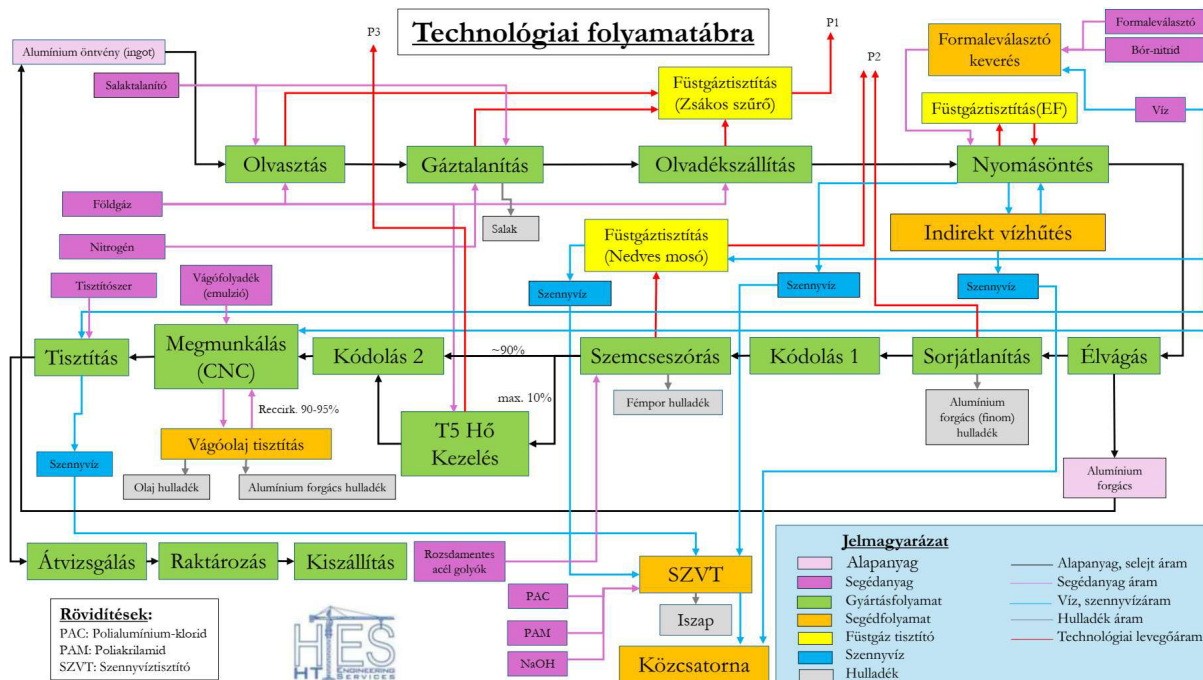 Technológiai folyamatábra
P3
P1
P2
Alumínium öntvény (ingot)
Salaktalanító
Füstgáztisztítás
(Zsákos szűrő)
Formaleválasztó
keverés
Formaleválasztó
Bór-nitrid
Víz
Füstgáztisztítás(EF)
Olvasztás
Gáztalanítás
Olvadékszállítás
Nyomásöntés
Földgáz
Salak
Nitrogén
Füstgáztisztítás
(Nedves mosó)
Indirekt vízhűtés
Szennyvíz
Szennyvíz
Szennyvíz
Tisztítószer
Vágófolyadék
(emulzió)
Tisztítás
Megmunkálás
(CNC)
Kódolás 2
~90%
Szemcseszórás
Kódolás 1
Sorjátlanítás
Élvágás
max. 10%
Reccirk. 90-95%
Fémpor hulladék
Alumínium
forgács (finom)
hulladék
T5 Hő
Kezelés
Vágóolaj tisztítás
Szennyvíz
Olaj hulladék
Alumínium forgács hulladék
Alumínium
forgács
Átvizsgálás
Raktározás
Kiszállítás
Rozsdamentes
acél golyók
SZVT
PAC
PAM
NaOH
Iszap
Közcsatorna
Rövidítések:
PAC: Polialumínium-klorid
PAM: Poliakrilamid
SZVT: Szennyvíztisztító
HTES
HT ENGINEERING
SERVICES
Jelmagyarázat
Alapanyag
Segédanyag
Gyártásfolyamat
Segédfolyamat
Füstgáz tisztító
Szennyvíz
Hulladék
Alapanyag, selejt áram
Segédanyag áram
Víz, szennyvízáram
Hulladék áram
Technológiai levegőáram